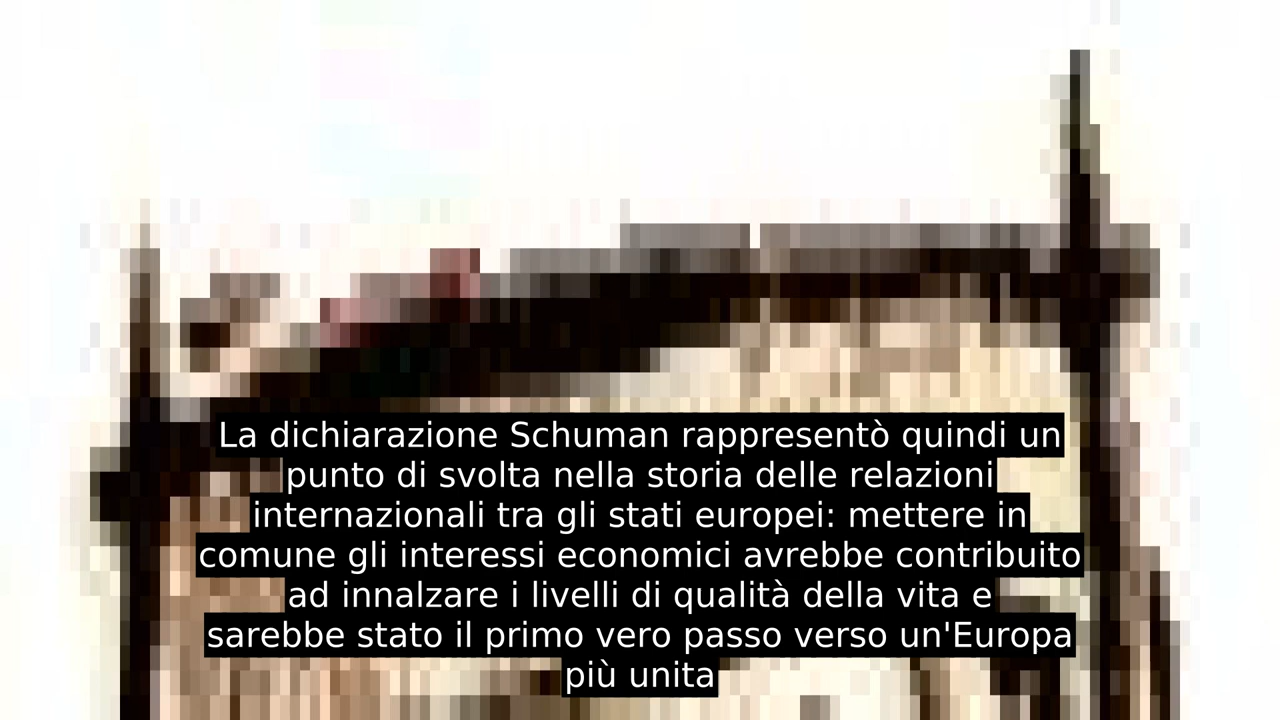 La dichiarazione Schuman rappresentò quindi un
punto di svolta nella storia delle relazioni
internazionali tra gli stati europei: mettere in
comune gli interessi economici avrebbe contribuito
ad innalzare i livelli di qualità della vita e
sarebbe stato il primo vero passo verso un'Europa
più unita